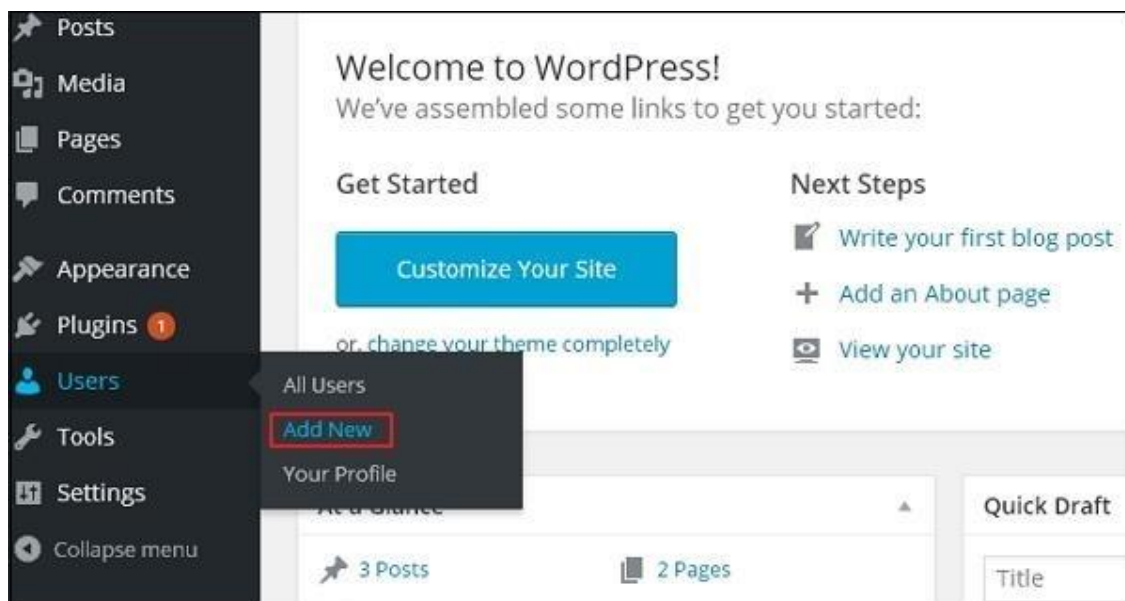 Posts
Media
Pages
Comments
Appearance
Plugins 1
Users
Tools
Settings
Collapse menu
All Users
Add New
Your Profile
Welcome to WordPress!
We've assembled some links to get you started:
Get Started
Customize Your Site
or, change your theme completely
Next Steps
Write your first blog post
Add an About page
View your site
At a Glance
3 Posts
2 Pages
Quick Draft
Title